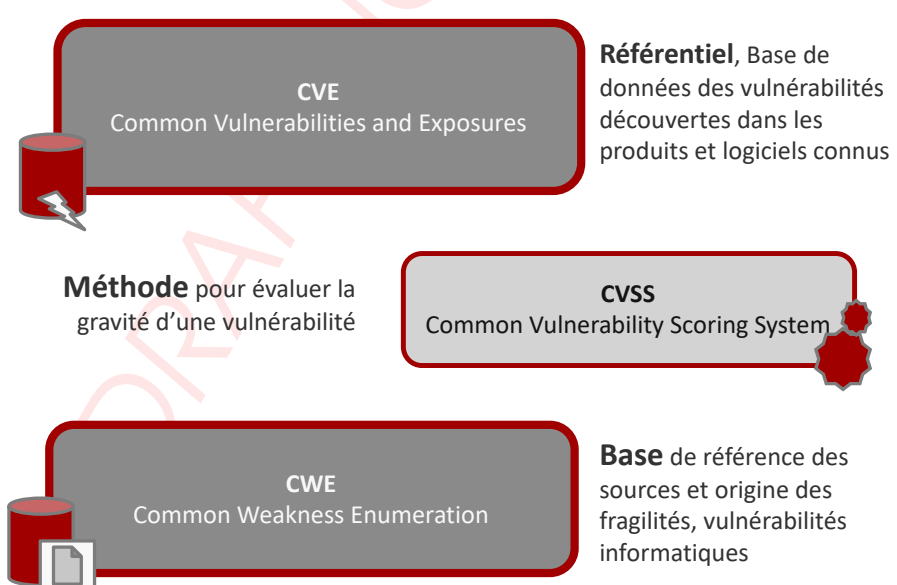 CVE
Common Vulnerabilities and Exposures
Référentiel, Base de
données des vulnérabilités
découvertes dans les
produits et logiciels connus
Méthode pour évaluer la
gravité d’une vulnérabilité
CVSS
Common Vulnerability Scoring System
CWE
Common Weakness Enumeration
Base de référence des
sources et origine des
fragilités, vulnérabilités
informatiques